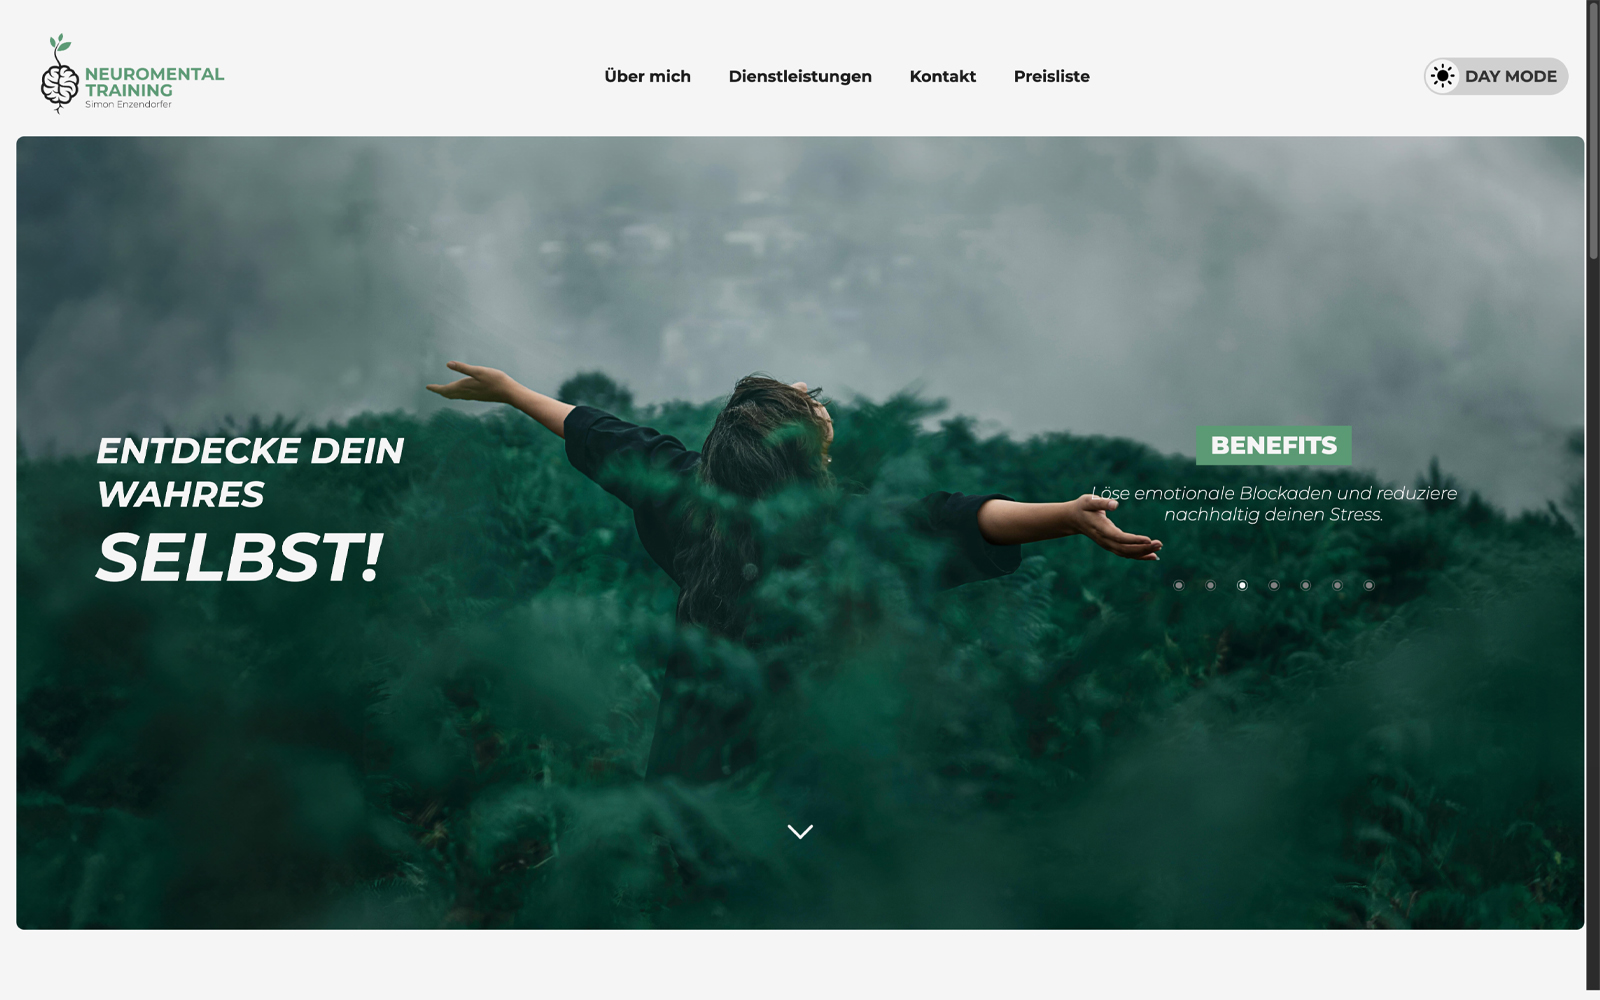 NEUROMENTAL
TRAINING
Simon Enzendorfer
Über mich
Dienstleistungen
Kontakt
Preisliste
DAY MODE
ENTDECKE DEIN
WAHRES
SELBST!
BENEFITS
Löse emotionale Blockaden und reduziere
nachhaltig deinen Stress.